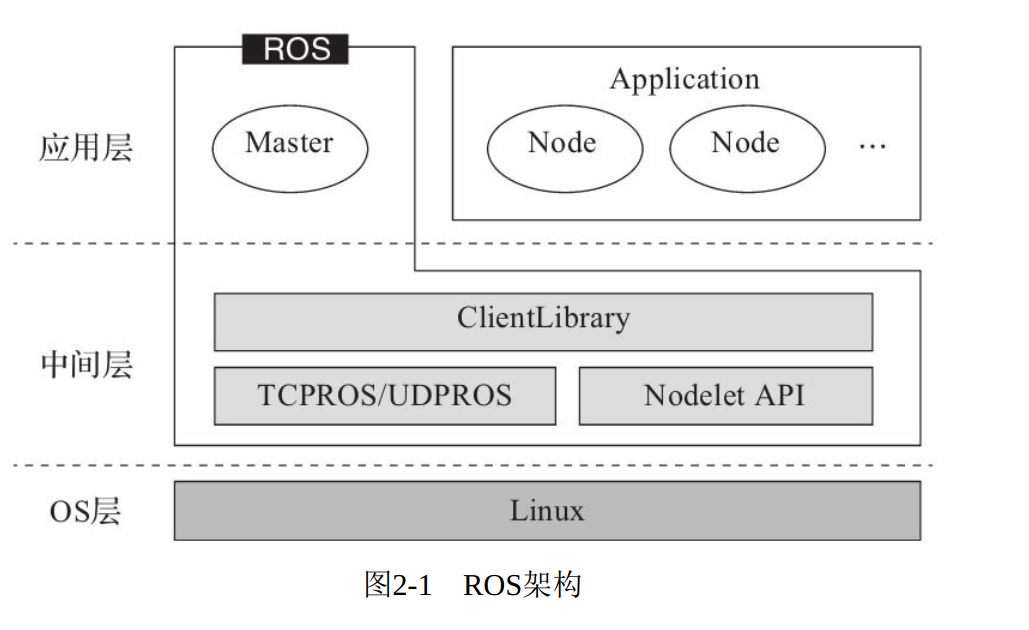 ROS
Application
应用层
Master
Node
Node
...
ClientLibrary
中间层
TCPROS/UDPROS
Nodelet API
OS层
Linux
图2-1 ROS架构